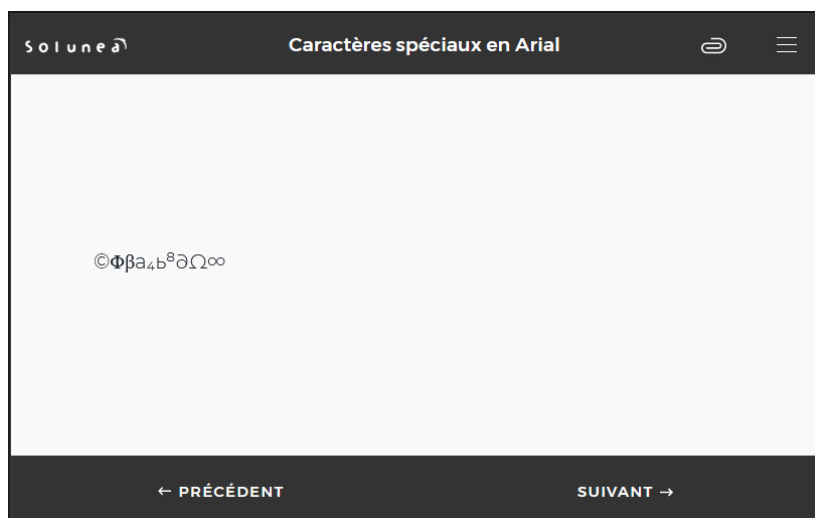 Solunea
Caractères spéciaux en Arial
©Φβa₄b⁸∂Ω∞
← PRÉCÉDENT
SUIVANT →